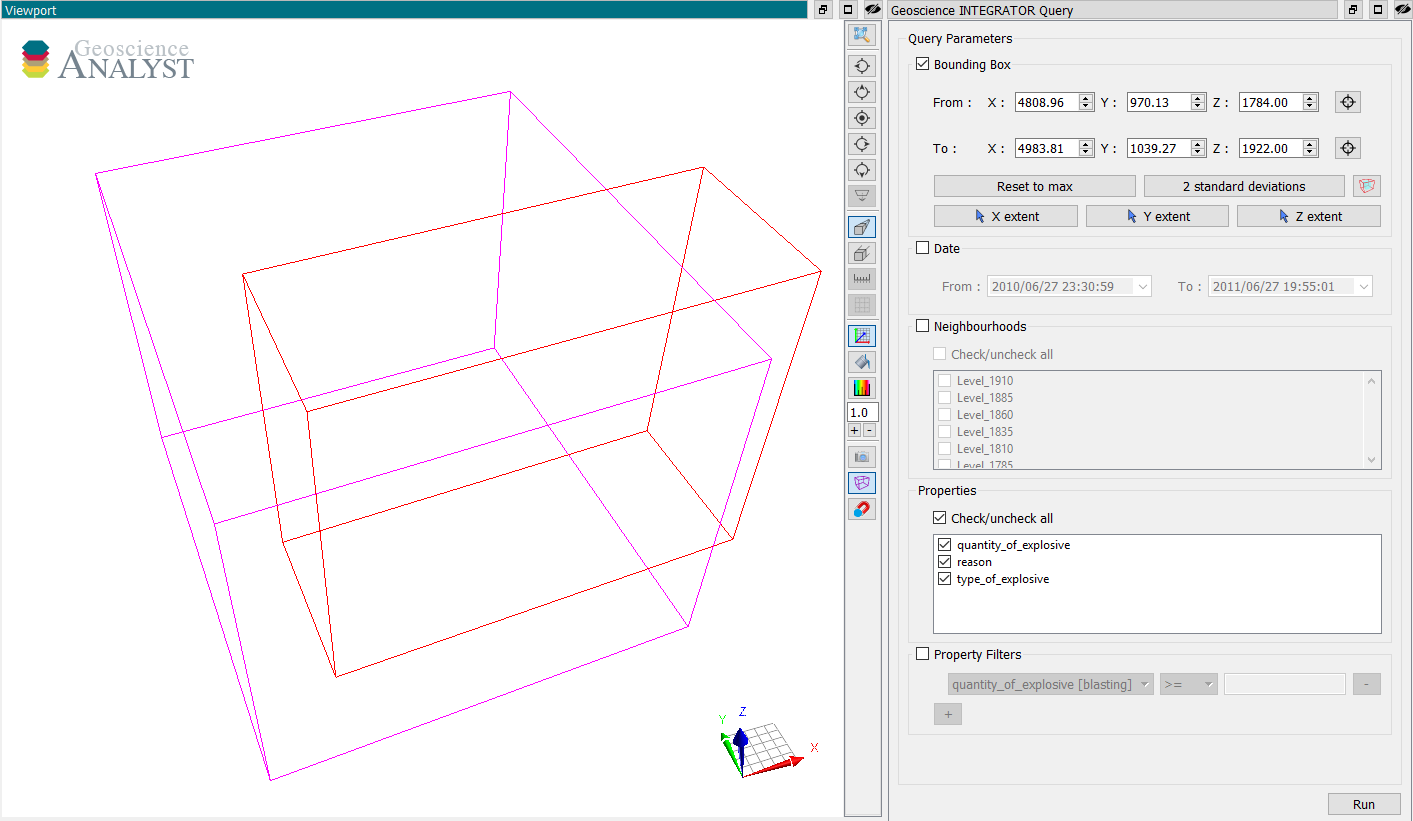 Viewport
Geoscience
ANALYST
Y
Z
X
1.0
+ -
Geoscience INTEGRATOR Query
Query Parameters
Bounding Box
From : X : 4808.96 Y : 970.13 Z : 1784.00
To : X : 4983.81 Y : 1039.27 Z : 1922.00
Reset to max 2 standard deviations
X extent Y extent Z extent
Date
From : 2010/06/27 23:30:59 To : 2011/06/27 19:55:01
Neighbourhoods
Check/uncheck all
Level_1910
Level_1885
Level_1860
Level_1835
Level_1810
Level_1785
Properties
Check/uncheck all
quantity_of_explosive
reason
type_of_explosive
Property Filters
quantity_of_explosive [blasting] >= -
+
Run